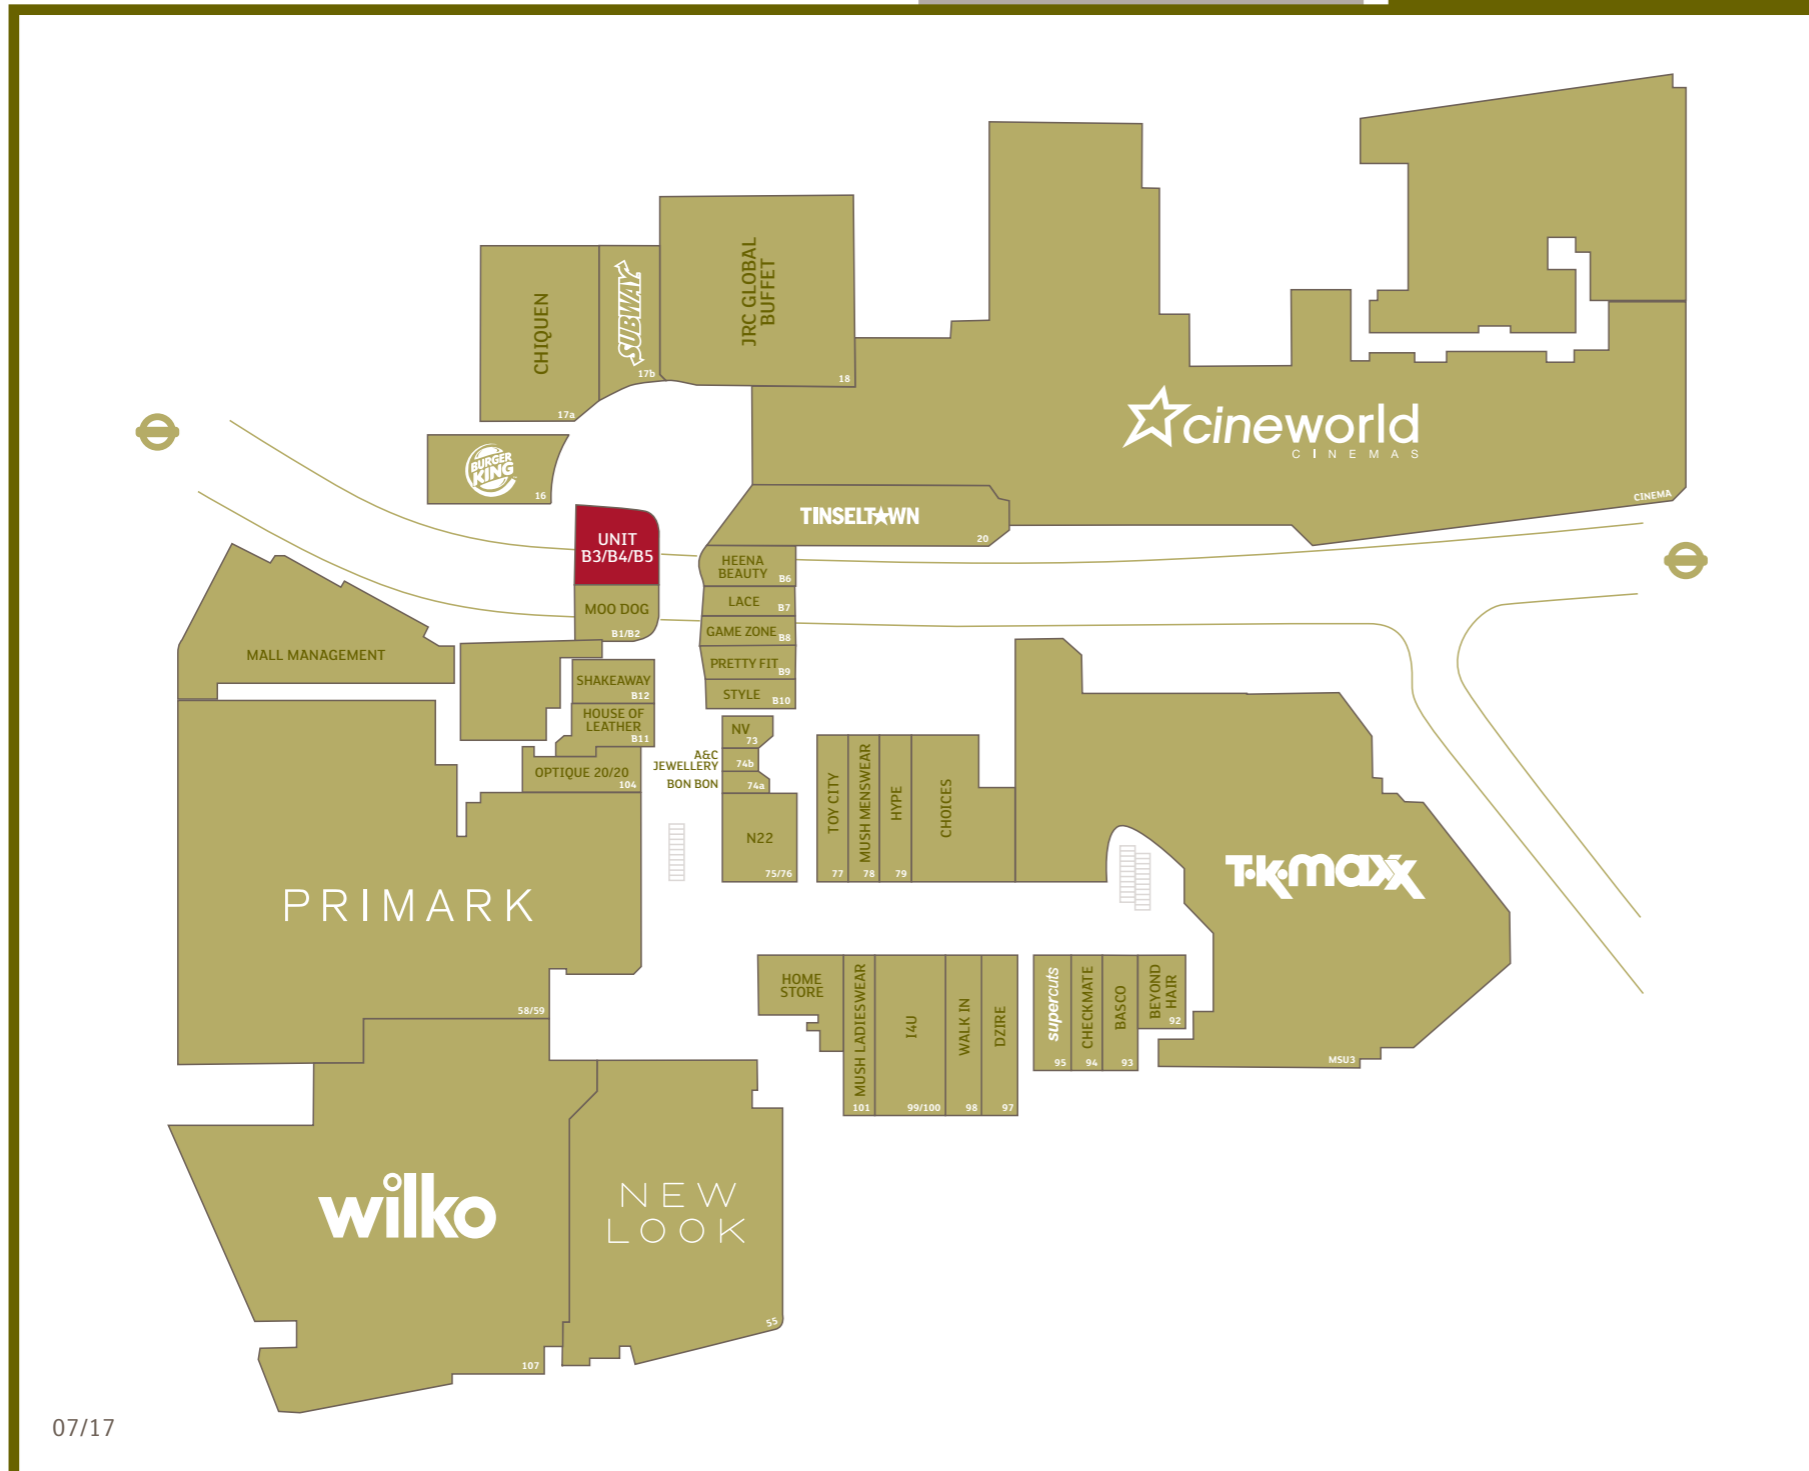 JRC GLOBAL
BUFFET
18
CHIQUEN
17a
SUBWAY
17b
cineworld
CINEMAS
CINEMA
BURGER
KING
16
TINSELTOWN
20
UNIT
B3/B4/B5
HEENA
BEAUTY
B6
MOO DOG
B1/B2
LACE
B7
GAME ZONE
B8
MALL MANAGEMENT
PRETTY FIT
B9
SHAKEAWAY
B12
STYLE
B10
HOUSE OF
LEATHER
B11
NV
73
A&C
JEWELLERY
74b
OPTIQUE 20/20
104
BON BON
74a
N22
75/76
TOY CITY
77
MUSH MENSWEAR
78
HYPE
79
CHOICES
T·K·maxx
MSU3
PRIMARK
58/59
HOME
STORE
MUSH LADIESWEAR
101
I4U
99/100
WALK IN
98
DZIRE
97
supercuts
95
CHECKMATE
94
BASCO
93
BEYOND
HAIR
92
wilko
107
NEW
LOOK
55
07/17